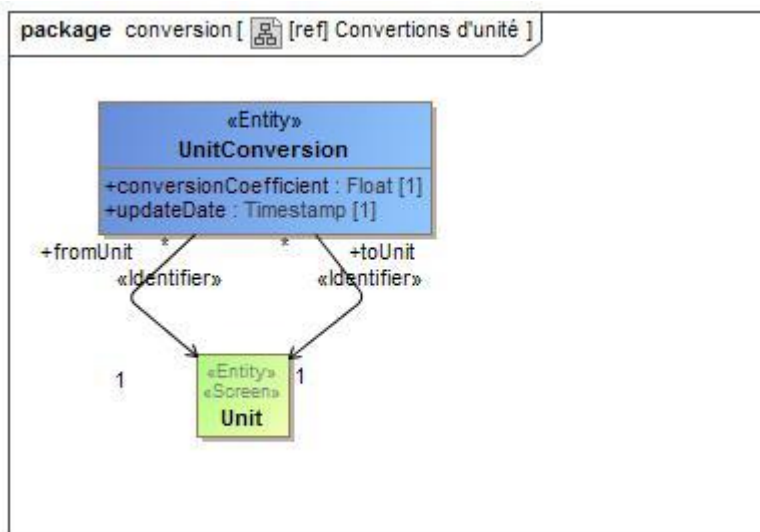 package conversion [ [ref] Convertions d'unité ]
«Entity»
UnitConversion
+conversionCoefficient : Float [1]
+updateDate : Timestamp [1]
+fromUnit * * +toUnit
«Identifier» «Identifier»
1 «Entity» 1
«Screen»
Unit